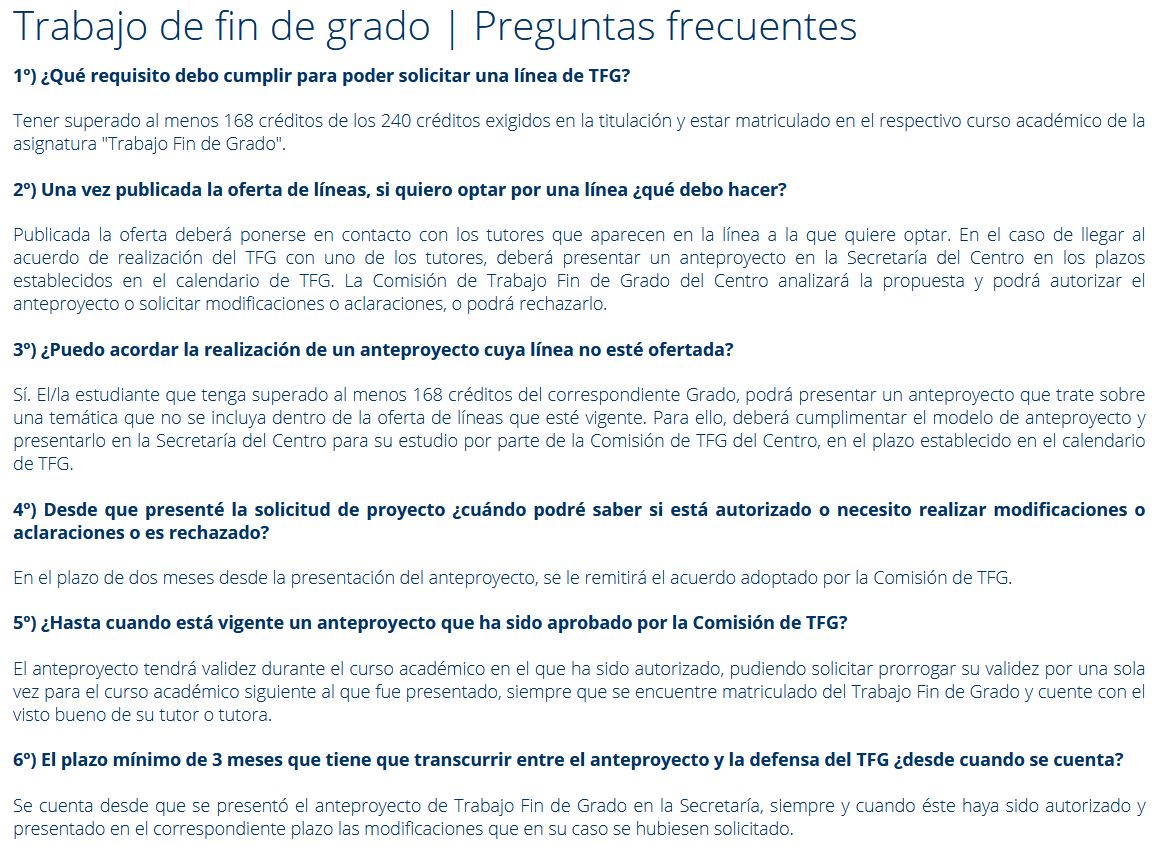 Trabajo de fin de grado | Preguntas frecuentes
1º) ¿Qué requisito debo cumplir para poder solicitar una línea de TFG?
Tener superado al menos 168 créditos de los 240 créditos exigidos en la titulación y estar matriculado en el respectivo curso académico de la
asignatura "Trabajo Fin de Grado".
2º) Una vez publicada la oferta de líneas, si quiero optar por una línea ¿qué debo hacer?
Publicada la oferta deberá ponerse en contacto con los tutores que aparecen en la línea a la que quiere optar. En el caso de llegar al
acuerdo de realización del TFG con uno de los tutores, deberá presentar un anteproyecto en la Secretaría del Centro en los plazos
establecidos en el calendario de TFG. La Comisión de Trabajo Fin de Grado del Centro analizará la propuesta y podrá autorizar el
anteproyecto o solicitar modificaciones o aclaraciones, o podrá rechazarlo.
3º) ¿Puedo acordar la realización de un anteproyecto cuya línea no esté ofertada?
Sí. El/la estudiante que tenga superado al menos 168 créditos del correspondiente Grado, podrá presentar un anteproyecto que trate sobre
una temática que no se incluya dentro de la oferta de líneas que esté vigente. Para ello, deberá cumplimentar el modelo de anteproyecto y
presentarlo en la Secretaría del Centro para su estudio por parte de la Comisión de TFG del Centro, en el plazo establecido en el calendario
de TFG.
4º) Desde que presenté la solicitud de proyecto ¿cuándo podré saber si está autorizado o necesito realizar modificaciones o
aclaraciones o es rechazado?
En el plazo de dos meses desde la presentación del anteproyecto, se le remitirá el acuerdo adoptado por la Comisión de TFG.
5º) ¿Hasta cuando está vigente un anteproyecto que ha sido aprobado por la Comisión de TFG?
El anteproyecto tendrá validez durante el curso académico en el que ha sido autorizado, pudiendo solicitar prorrogar su validez por una sola
vez para el curso académico siguiente al que fue presentado, siempre que se encuentre matriculado del Trabajo Fin de Grado y cuente con el
visto bueno de su tutor o tutora.
6º) El plazo mínimo de 3 meses que tiene que transcurrir entre el anteproyecto y la defensa del TFG ¿desde cuando se cuenta?
Se cuenta desde que se presentó el anteproyecto de Trabajo Fin de Grado en la Secretaría, siempre y cuando éste haya sido autorizado y
presentado en el correspondiente plazo las modificaciones que en su caso se hubiesen solicitado.